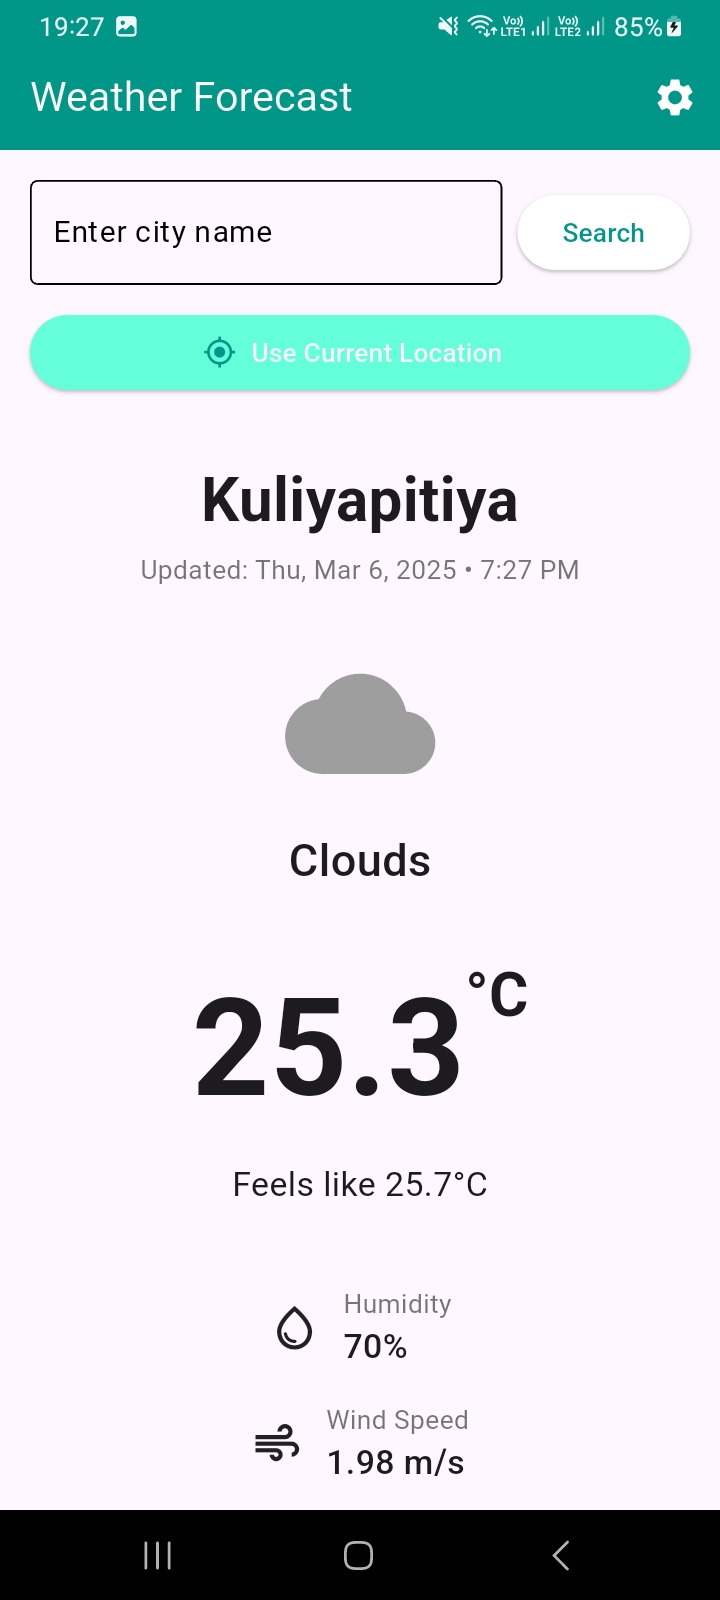 19:27 Vo)) LTE1 Vo)) LTE2 85%
Weather Forecast
Enter city name
Search
Use Current Location
Kuliyapitiya
Updated: Thu, Mar 6, 2025 • 7:27 PM
Clouds
25.3°C
Feels like 25.7°C
Humidity
70%
Wind Speed
1.98 m/s